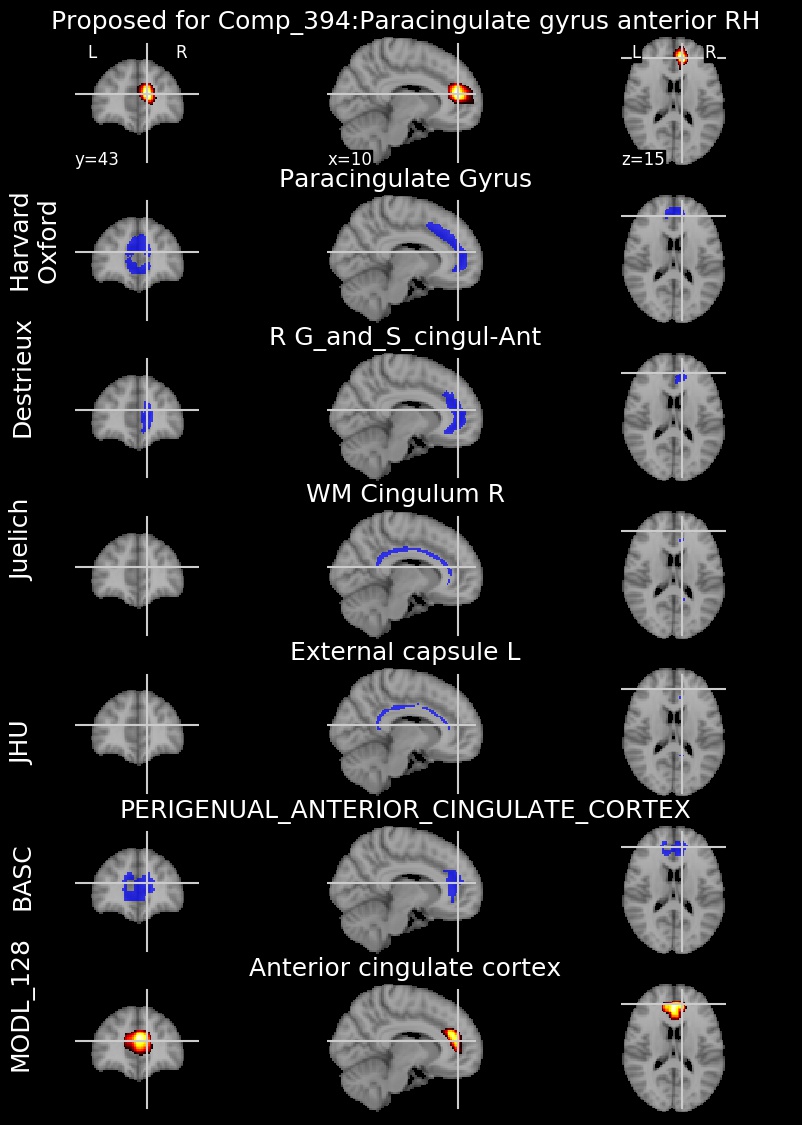 Proposed for Comp_394:Paracingulate gyrus anterior RH
L R
L R
y=43
x=10
z=15
Paracingulate Gyrus
Harvard
Oxford
R G_and_S_cingul-Ant
Destrieux
WM Cingulum R
Juelich
External capsule L
JHU
PERIGENUAL_ANTERIOR_CINGULATE_CORTEX
BASC
Anterior cingulate cortex
MODL_128